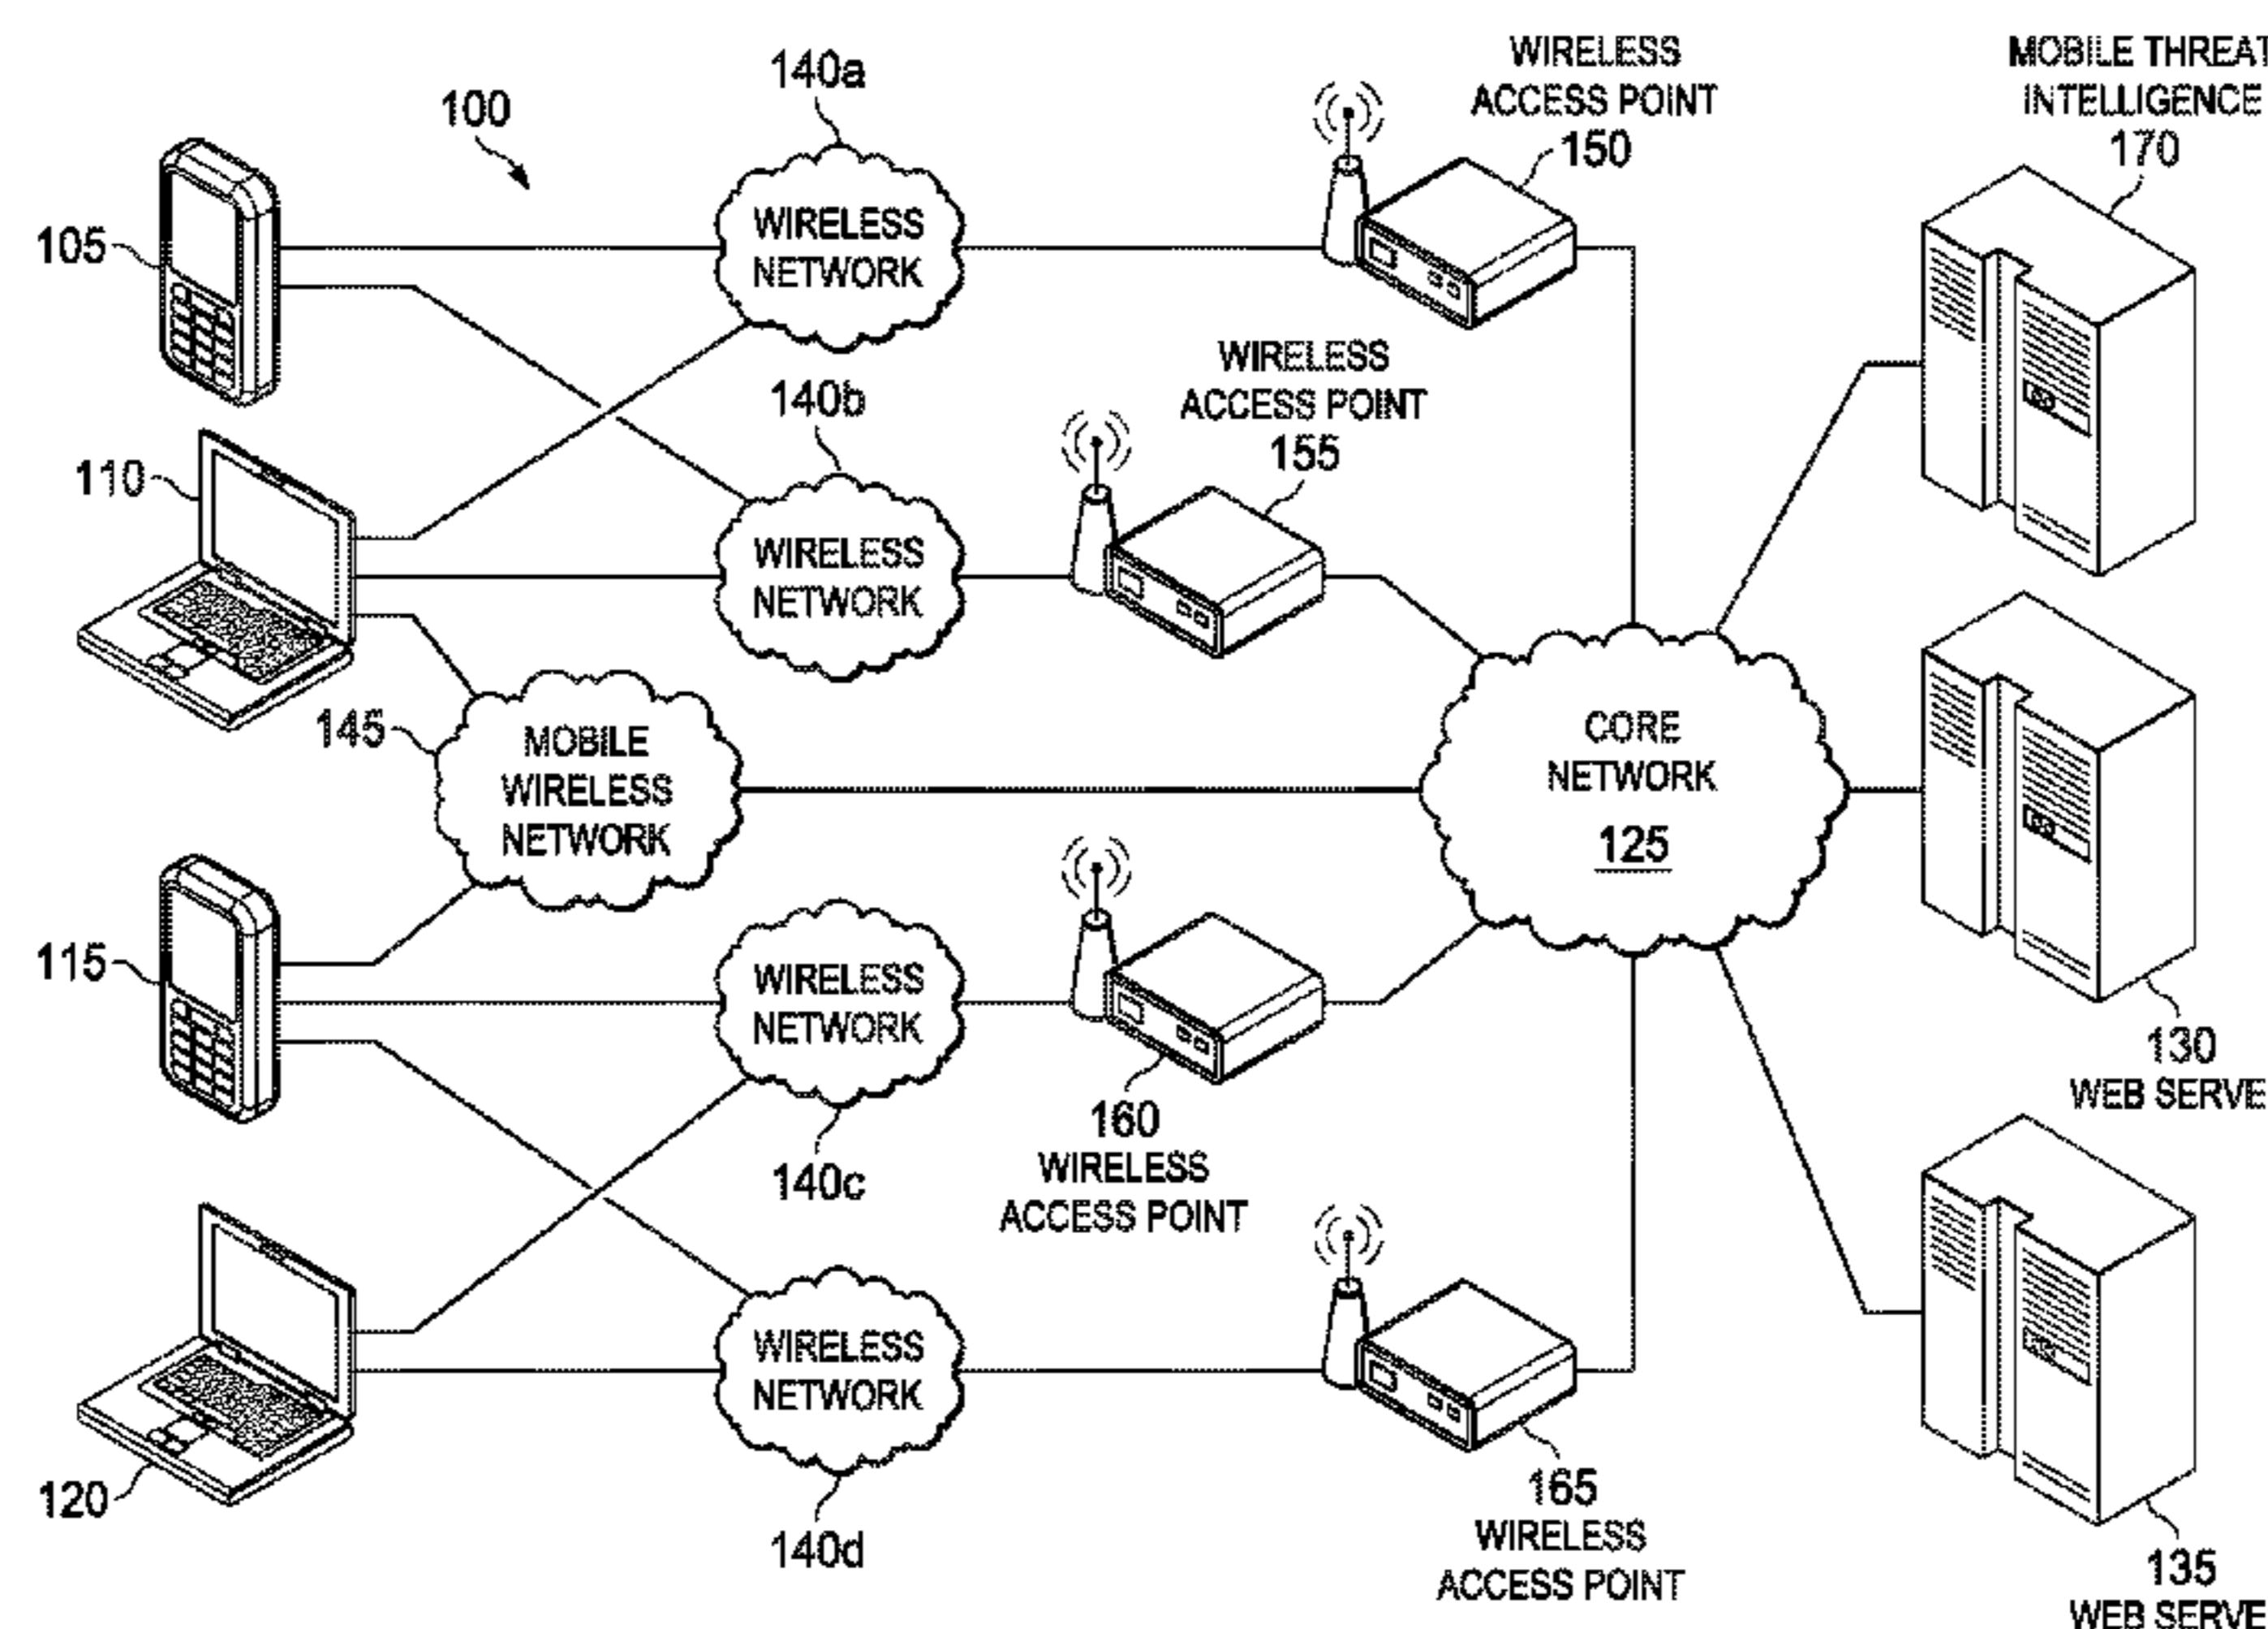 100
140a
WIRELESS
ACCESS POINT
150
MOBILE THREAT
INTELLIGENCE
170
105
WIRELESS
NETWORK
110
140b
WIRELESS
ACCESS POINT
155
WIRELESS
NETWORK
145
MOBILE
WIRELESS
NETWORK
CORE
NETWORK
125
115
WIRELESS
NETWORK
140c
160
WIRELESS
ACCESS POINT
130
WEB SERVE
120
WIRELESS
NETWORK
140d
165
WIRELESS
ACCESS POINT
135
WEB SERVE